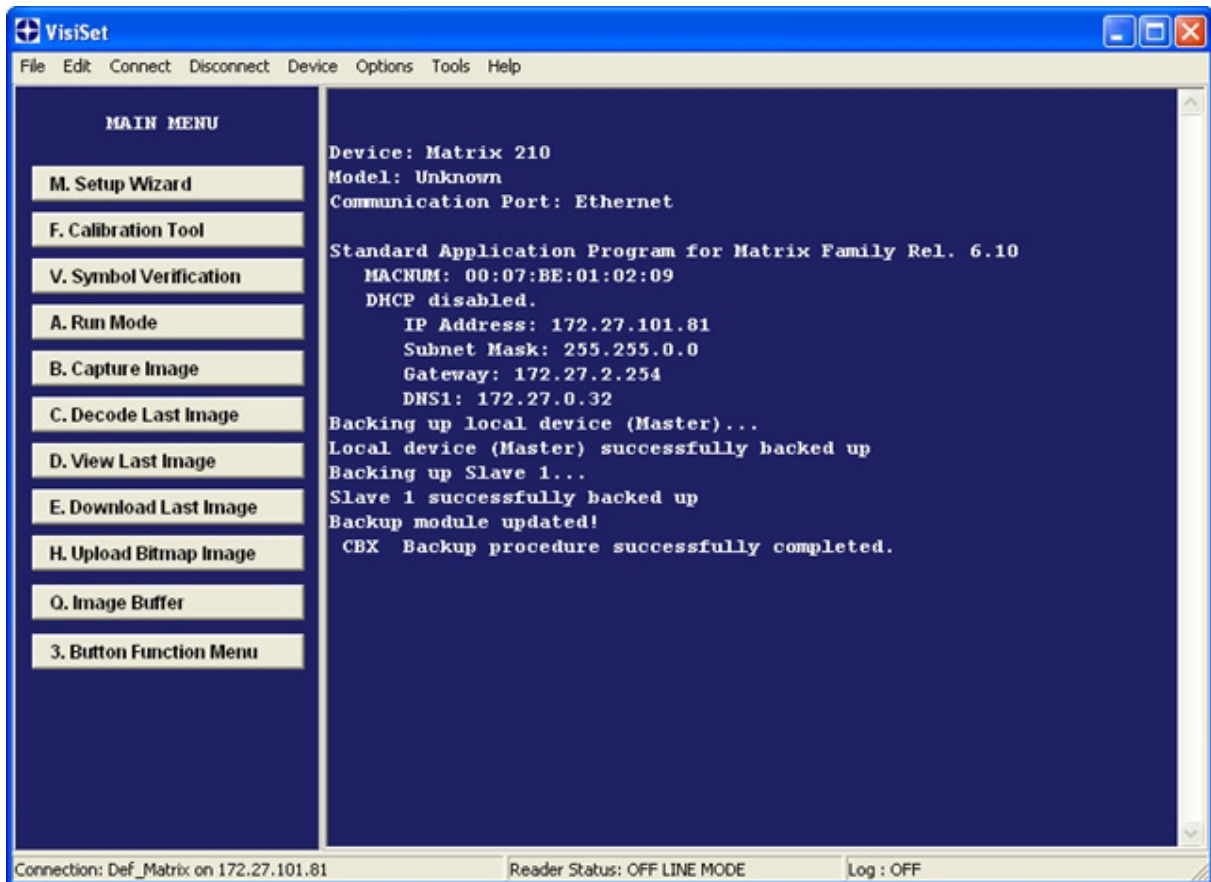 VisiSet
File Edit Connect Disconnect Device Options Tools Help
MAIN MENU
M. Setup Wizard
F. Calibration Tool
V. Symbol Verification
A. Run Mode
B. Capture Image
C. Decode Last Image
D. View Last Image
E. Download Last Image
H. Upload Bitmap Image
Q. Image Buffer
3. Button Function Menu
Device: Matrix 210
Model: Unknown
Communication Port: Ethernet
Standard Application Program for Matrix Family Rel. 6.10
MACNUM: 00:07:BE:01:02:09
DHCP disabled.
IP Address: 172.27.101.81
Subnet Mask: 255.255.0.0
Gateway: 172.27.2.254
DNS1: 172.27.0.32
Backing up local device (Master)...
Local device (Master) successfully backed up
Backing up Slave 1...
Slave 1 successfully backed up
Backup module updated!
CBX Backup procedure successfully completed.
Connection: Def_Matrix on 172.27.101.81
Reader Status: OFF LINE MODE
Log : OFF